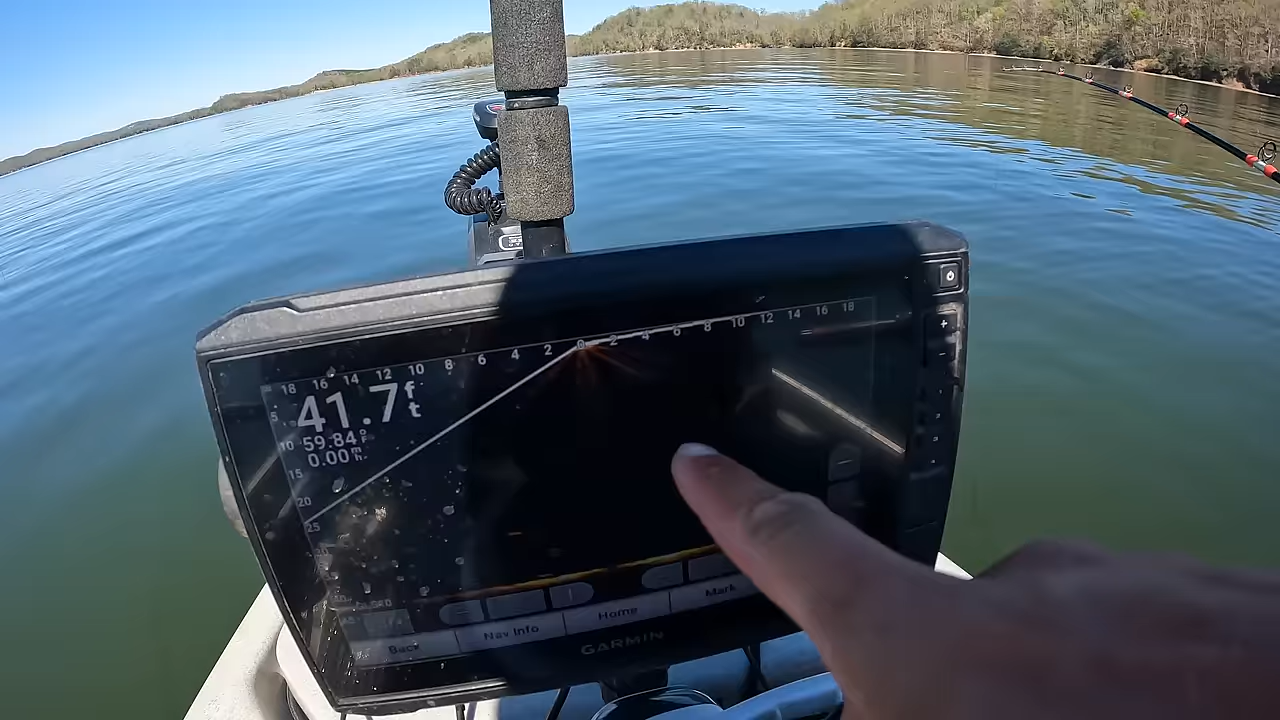 18 16 14 12 10 8 6 4 2 0 2 4 6 8 10 12 14 16 18
5
41.7 ft
10 59.84°F
0.00 mh
15
20
25
30
Back Nav Info Home Mark
GARMIN